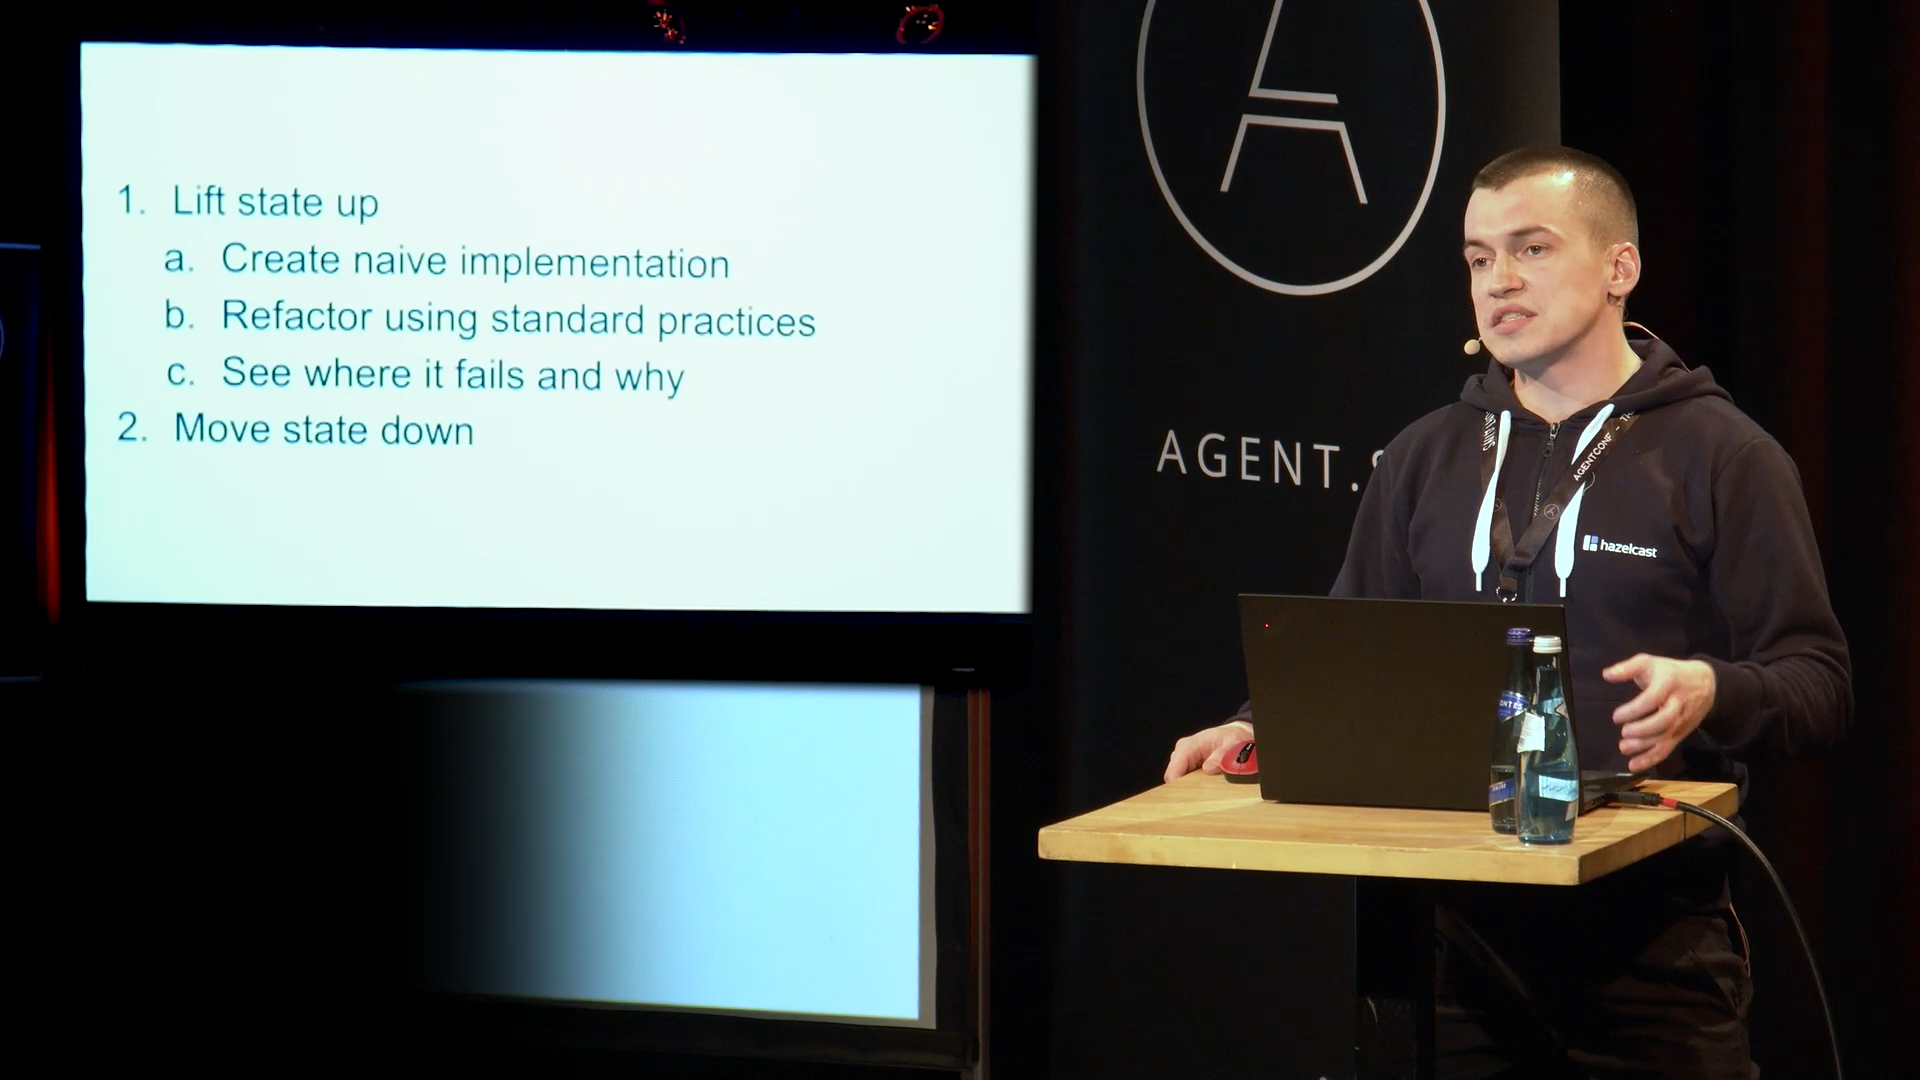 1. Lift state up
a. Create naive implementation
b. Refactor using standard practices
c. See where it fails and why
2. Move state down
AGENT.
AGENTCONF
hazelcast